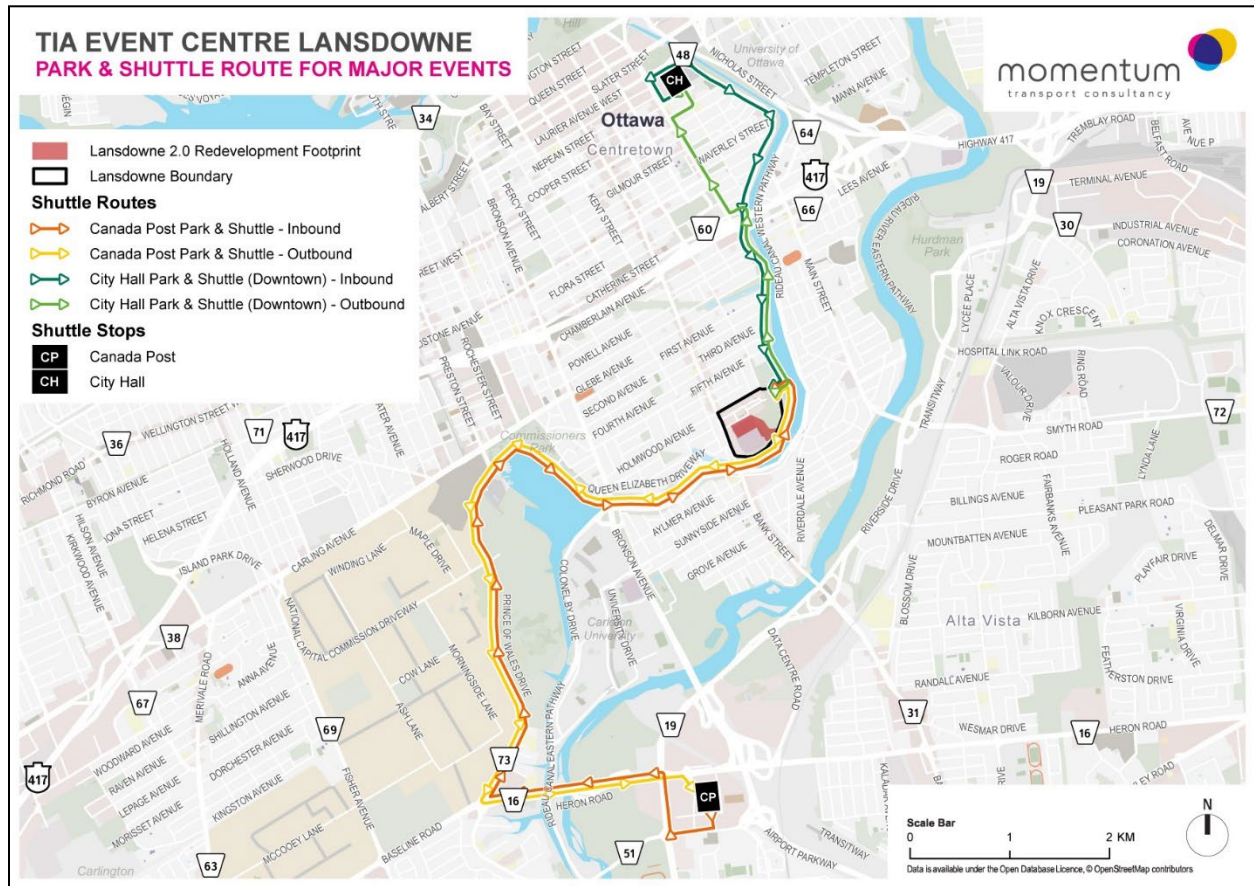 TIA EVENT CENTRE LANSDOWNE
PARK & SHUTTLE ROUTE FOR MAJOR EVENTS
momentum
transport consultancy
Lansdowne 2.0 Redevelopment Footprint
Lansdowne Boundary
Shuttle Routes
Canada Post Park & Shuttle - Inbound
Canada Post Park & Shuttle - Outbound
City Hall Park & Shuttle (Downtown) - Inbound
City Hall Park & Shuttle (Downtown) - Outbound
Shuttle Stops
CP Canada Post
CH City Hall
48
CH
34
NICHOLAS STREET
University of
Ottawa
TEMPLETON STREET
MANN AVENUE
SLATER STREET
QUEEN STREET
LAURIER AVENUE WEST
BAY STREET
ALBERT STREET
Ottawa
Centretown
NEPEAN STREET
COOPER STREET
GILMOUR STREET
WAVERLEY STREET
KENT STREET
PERCY STREET
BRONSON AVENUE
64
417
LEES AVENUE
66
60
HIGHWAY 417
TREMBLAY ROAD
BELFAST ROAD
19
TERMINAL AVENUE
30
INDUSTRIAL AVENUE
CORONATION AVENUE
RIDEAU RIVER EASTERN PATHWAY
Hurdman
Park
RIDEAU CANAL WESTERN PATHWAY
MAIN STREET
FLORA STREET
CATHERINE STREET
CHAMBERLAIN AVENUE
ROCHESTER STREET
PRESTON STREET
POWELL AVENUE
GLEBE AVENUE
FIRST AVENUE
SECOND AVENUE
THIRD AVENUE
FOURTH AVENUE
FIFTH AVENUE
HOLMWOOD AVENUE
LYCÉE PLACE
ALTA VISTA DRIVE
KNOX CRESCENT
HOSPITAL LINK ROAD
RING ROAD
VALOUR DRIVE
TRANSITWAY
SMYTH ROAD
72
ROGER ROAD
LYNDA LANE
BILLINGS AVENUE
FAIRBANKS AVENUE
PLEASANT PARK ROAD
MOUNTBATTEN AVENUE
DELMAR DRIVE
PLAYFAIR DRIVE
36
WELLINGTON STREET
71
417
RICHMOND ROAD
BYRON AVENUE
IONA STREET
HELENA STREET
HILSON AVENUE
KIRKWOOD AVENUE
HOLLAND AVENUE
SHERWOOD DRIVE
ISLAND PARK DRIVE
CARLING AVENUE
Commissioners
Park
QUEEN ELIZABETH DRIVEWAY
AYLMER AVENUE
SUNNYSIDE AVENUE
BANK STREET
GROVE AVENUE
RIVERDALE AVENUE
RIVERSIDE DRIVE
BLOSSOM DRIVE
BRONSON AVENUE
COLONEL BY DRIVE
UNIVERSITY DRIVE
Carleton
University
MAPLE DRIVE
WINDING LANE
NATIONAL CAPITAL COMMISSION DRIVEWAY
PRINCE OF WALES DRIVE
COW LANE
MORNINGSIDE LANE
ASH LANE
Alta Vista
KILBORN AVENUE
VIRGINIA DRIVE
FEATHERSTON DRIVE
RANDALL AVENUE
DATA CENTRE ROAD
38
MERIVALE ROAD
ANNA AVENUE
67
SHILLINGTON AVENUE
DORCHESTER AVENUE
69
WOODWARD AVENUE
RAVEN AVENUE
LEPAGE AVENUE
MORISSET AVENUE
KINGSTON AVENUE
FISHER AVENUE
417
MCCOOEY LANE
BASELINE ROAD
63
Carlington
19
73
16
HERON ROAD
RIDEAU CANAL EASTERN PATHWAY
CP
51
AIRPORT PARKWAY
TRANSITWAY
31
WESMAR DRIVE
16
HERON ROAD
N
Scale Bar
0 1 2 KM
Data is available under the Open Database Licence, © OpenStreetMap contributors